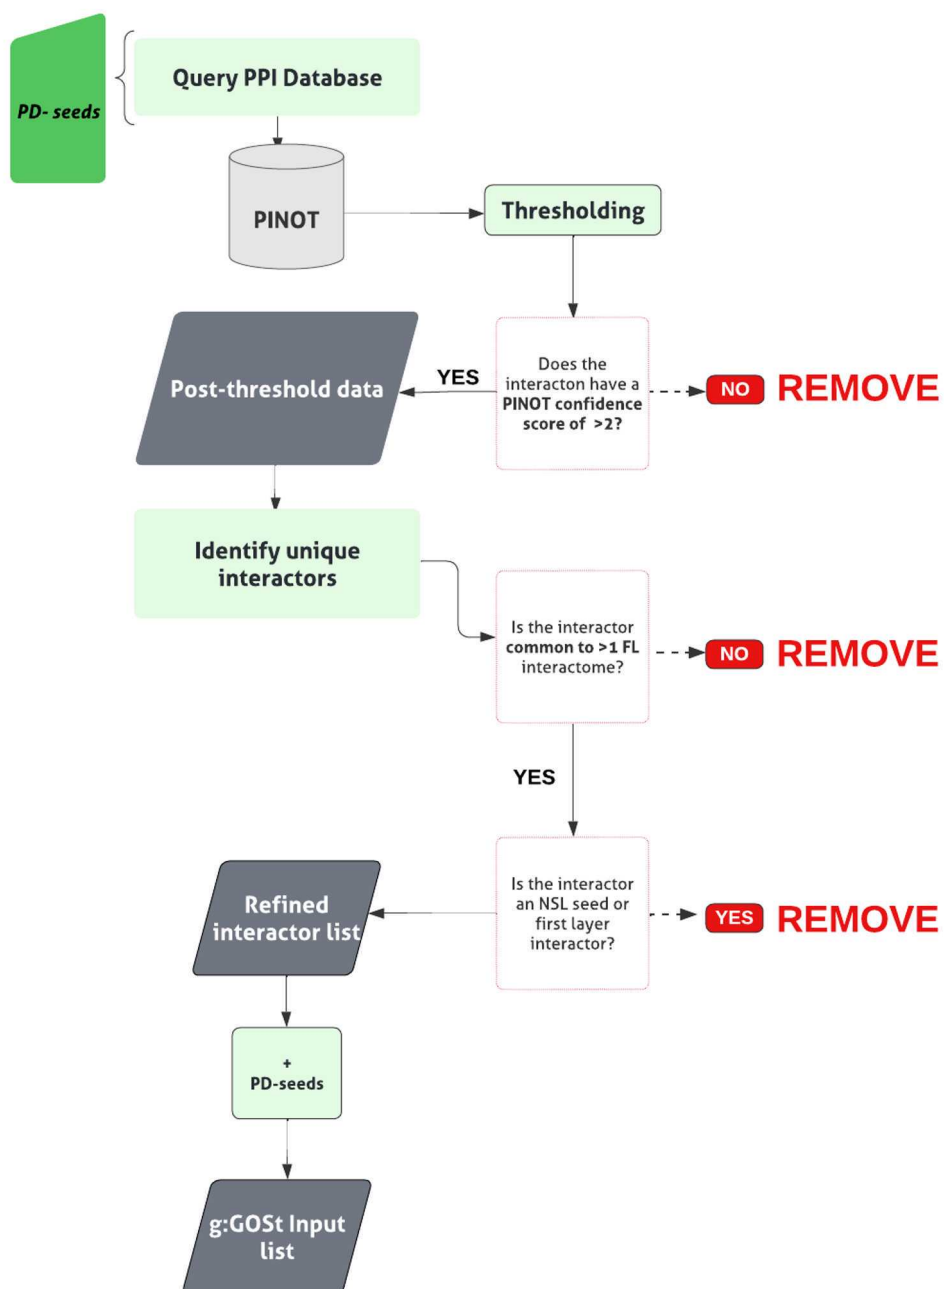 Query PPI Database
PD- seeds
PINOT
Thresholding
Does the
interacton have a
PINOT confidence
score of >2?
YES
NO
REMOVE
Post-threshold data
Identify unique
interactors
Is the interactor
common to >1 FL
interactome?
NO
REMOVE
YES
Is the interactor
an NSL seed or
first layer
interactor?
YES
REMOVE
Refined
interactor list
+
PD-seeds
g:GOSt Input
list